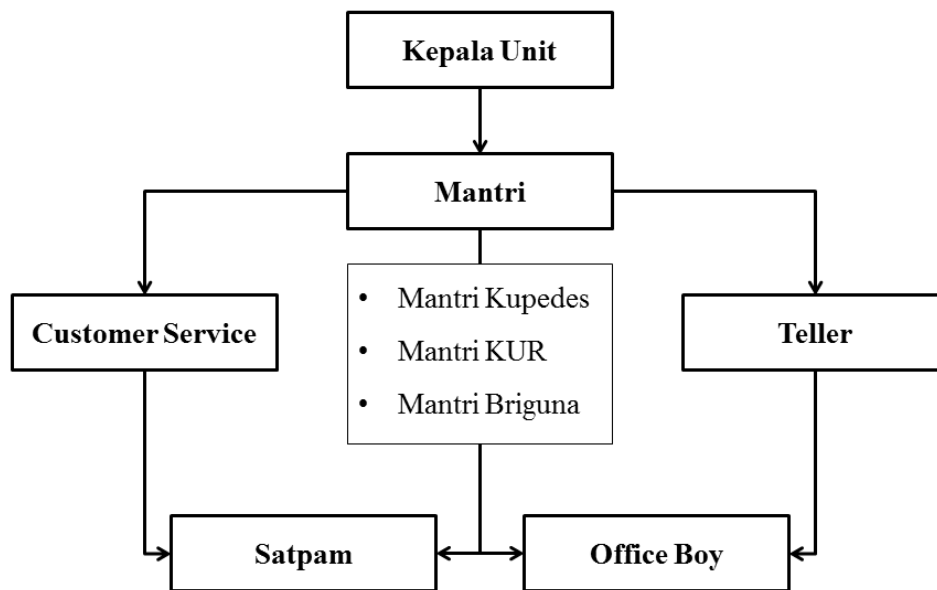 Kepala Unit
Mantri
Customer Service
• Mantri Kupedes
• Mantri KUR
• Mantri Briguna
Teller
Satpam
Office Boy